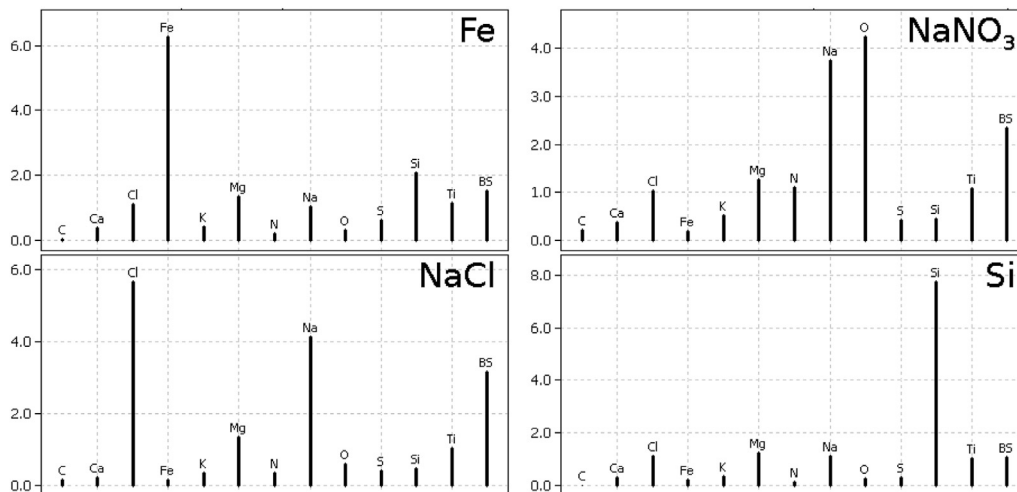 Fe
6.0
4.0
2.0
0.0
C Ca Cl Fe K Mg N Na O S Si Ti BS
NaNO₃
4.0
3.0
2.0
1.0
0.0
C Ca Cl Fe K Mg N Na O S Si Ti BS
NaCl
6.0
4.0
2.0
0.0
C Ca Cl Fe K Mg N Na O S Si Ti BS
Si
8.0
6.0
4.0
2.0
0.0
C Ca Cl Fe K Mg N Na O S Si Ti BS